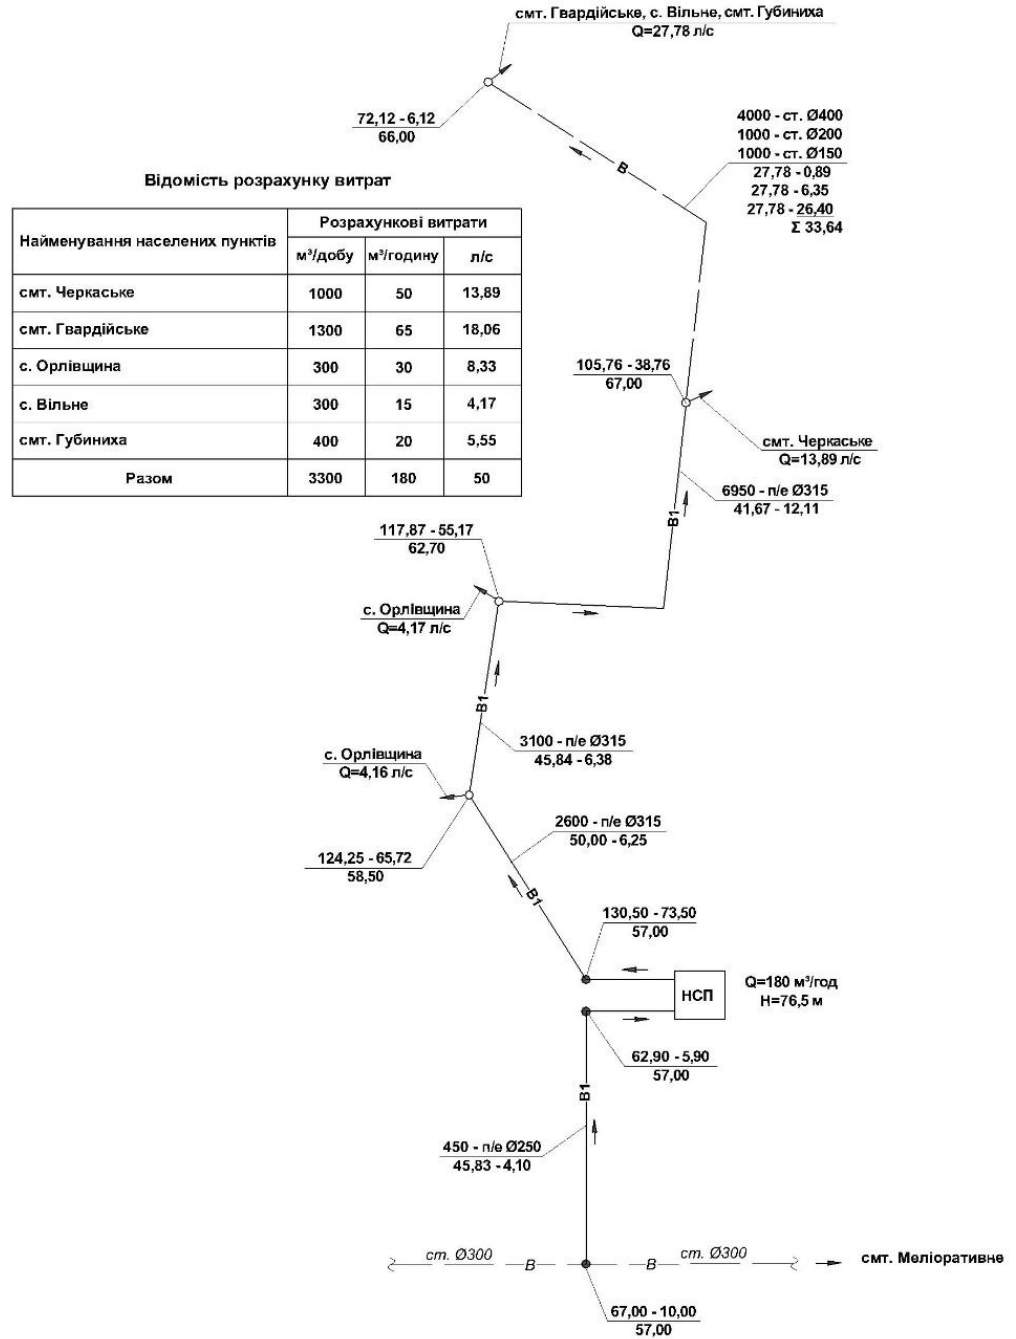 смт. Гвардійське, с. Вільне, смт. Губиниха
Q=27,78 л/с
72,12 - 6,12
66,00
4000 - ст. Ø400
1000 - ст. Ø200
1000 - ст. Ø150
27,78 - 0,89
27,78 - 6,35
27,78 - 26,40
Σ 33,64
В
Відомість розрахунку витрат
Найменування населених пунктів
Розрахункові витрати
м³/добу м³/годину л/с
смт. Черкаське 1000 50 13,89
смт. Гвардійське 1300 65 18,06
с. Орлівщина 300 30 8,33
с. Вільне 300 15 4,17
смт. Губиниха 400 20 5,55
Разом 3300 180 50
105,76 - 38,76
67,00
смт. Черкаське
Q=13,89 л/с
6950 - п/е Ø315
41,67 - 12,11
В1
117,87 - 55,17
62,70
с. Орлівщина
Q=4,17 л/с
В1
3100 - п/е Ø315
45,84 - 6,38
с. Орлівщина
Q=4,16 л/с
2600 - п/е Ø315
50,00 - 6,25
124,25 - 65,72
58,50
В1
130,50 - 73,50
57,00
НСП
Q=180 м³/год
Н=76,5 м
62,90 - 5,90
57,00
В1
450 - п/е Ø250
45,83 - 4,10
ст. Ø300
В
В
ст. Ø300
смт. Меліоративне
67,00 - 10,00
57,00